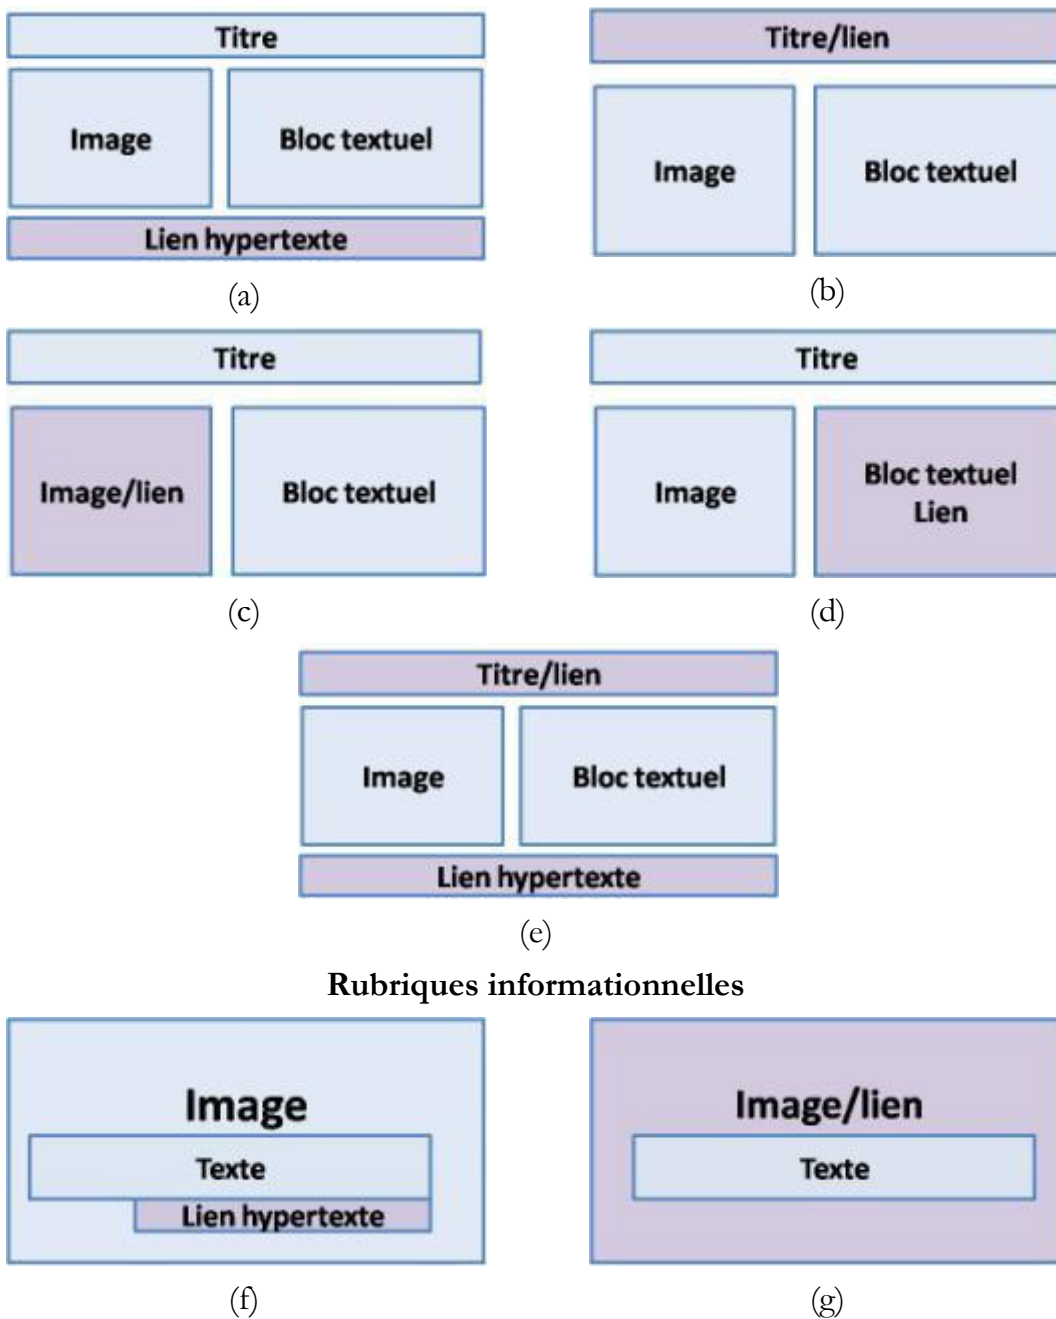 Titre
Image
Bloc textuel
Lien hypertexte
(a)
Titre/lien
Image
Bloc textuel
(b)
Titre
Image/lien
Bloc textuel
(c)
Titre
Image
Bloc textuel
Lien
(d)
Titre/lien
Image
Bloc textuel
Lien hypertexte
(e)
Rubriques informationnelles
Image
Texte
Lien hypertexte
(f)
Image/lien
Texte
(g)